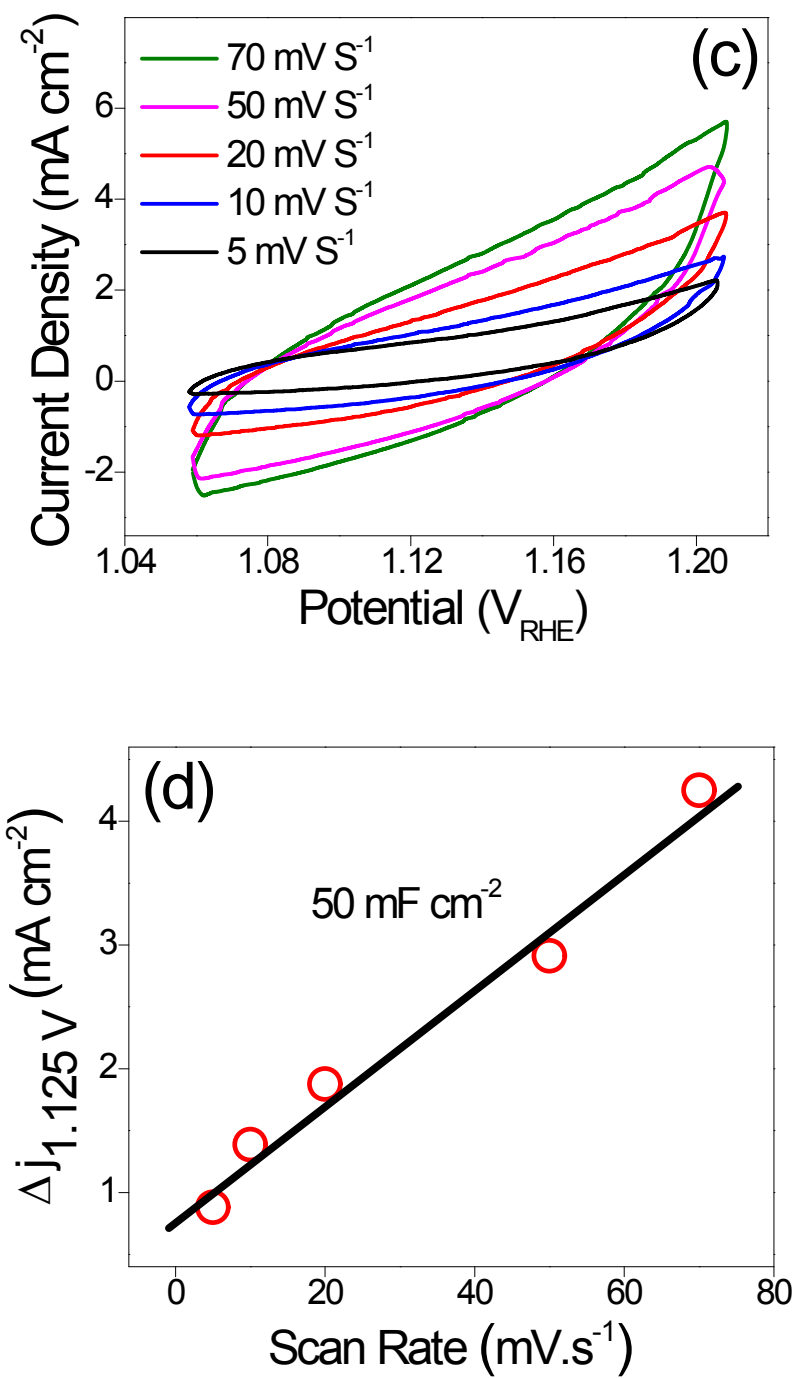 (c)
70 mV S⁻¹
50 mV S⁻¹
20 mV S⁻¹
10 mV S⁻¹
5 mV S⁻¹
Current Density (mA cm⁻²)
6
4
2
0
-2
1.04 1.08 1.12 1.16 1.20
Potential (V_RHE)
(d)
50 mF cm⁻²
Δ j₁.₁₂₅ ᵥ (mA cm⁻²)
4
3
2
1
0 20 40 60 80
Scan Rate (mV.s⁻¹)